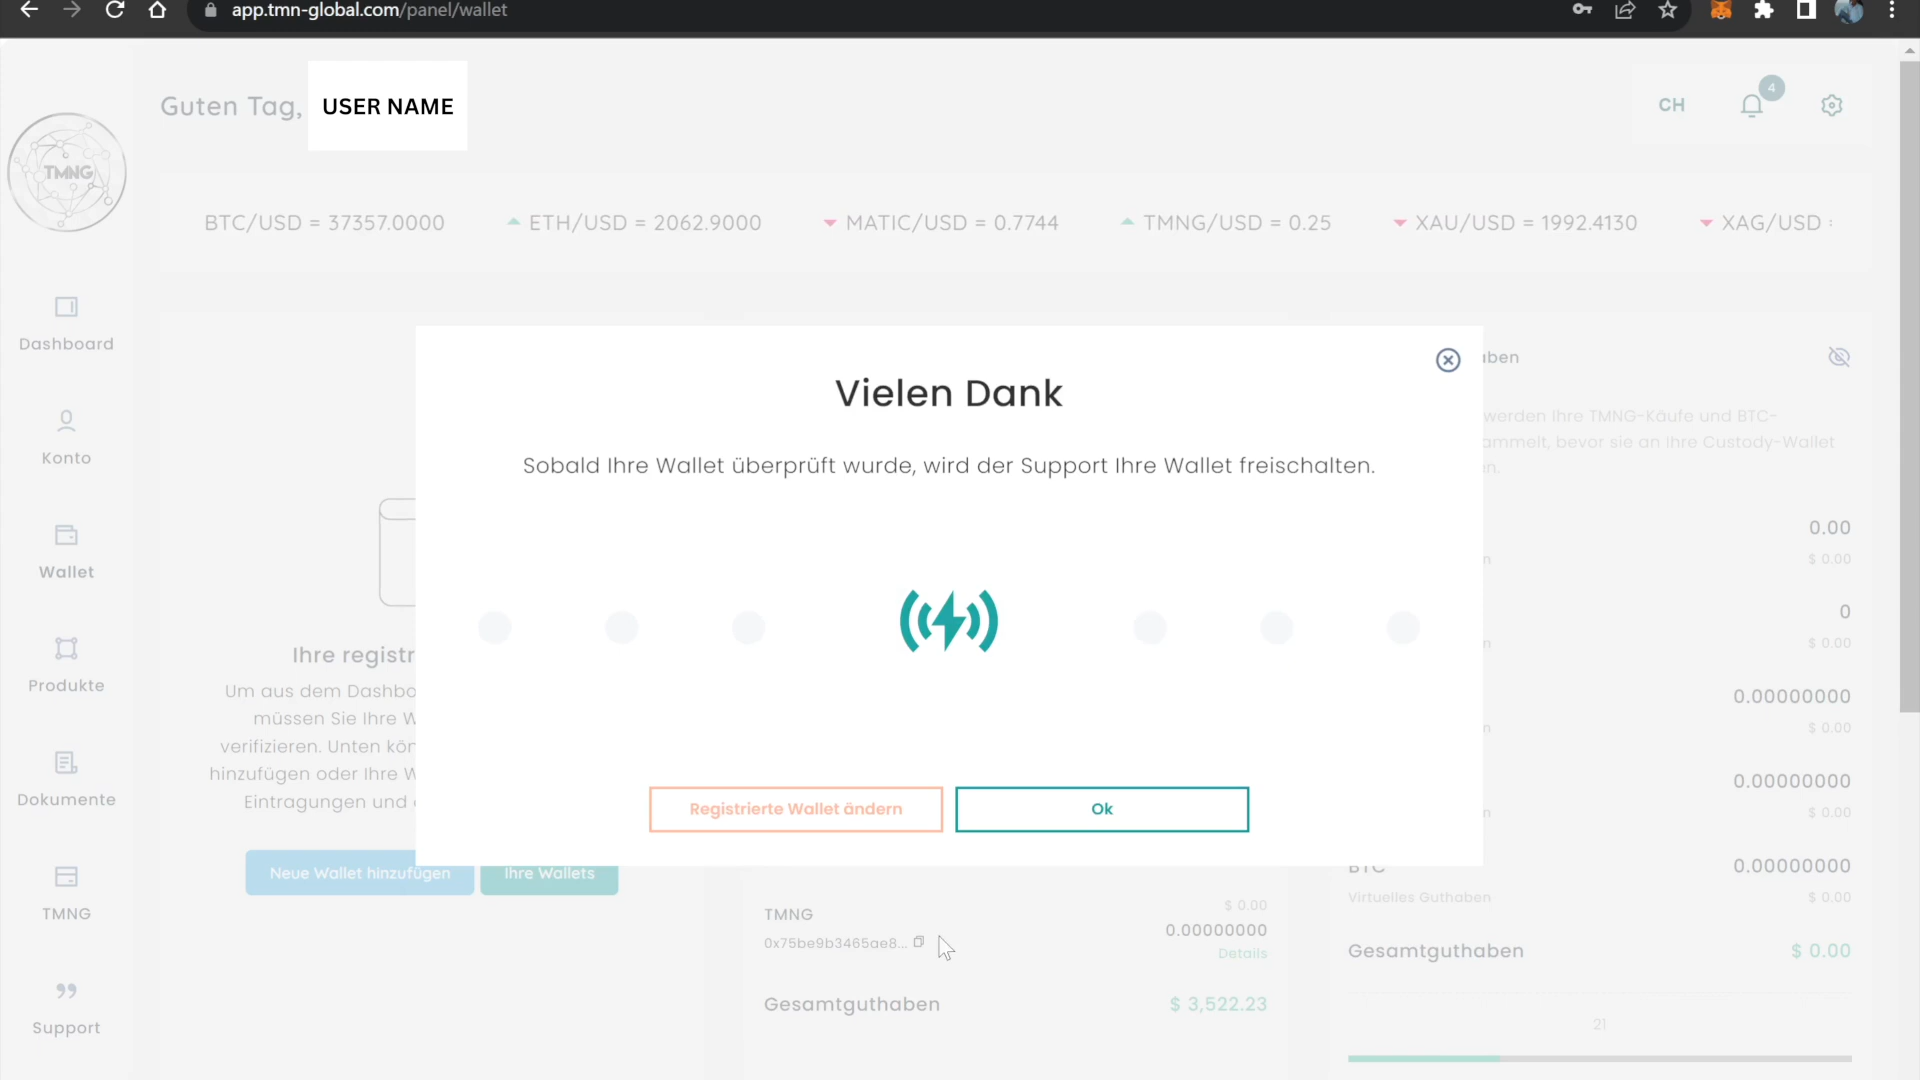 app.tmn-global.com/panel/wallet
Guten Tag, USER NAME
CH
4
TMNG
BTC/USD = 37357.0000 ETH/USD = 2062.9000 MATIC/USD = 0.7744 TMNG/USD = 0.25 XAU/USD = 1992.4130 XAG/USD
Dashboard
Konto
Wallet
Produkte
Dokumente
TMNG
Support
Vielen Dank
Sobald Ihre Wallet überprüft wurde, wird der Support Ihre Wallet freischalten.
Registrierte Wallet ändern
Ok
Ihre registr
Um aus dem Dashbo
müssen Sie Ihre W
verifizieren. Unten kön
hinzufügen oder Ihre W
Eintragungen und
Neue Wallet hinzufügen
Ihre Wallets
TMNG
0x75be9b3465ae8...
$ 0.00
0.00000000
Details
Gesamtguthaben
$ 3,522.23
aben
werden Ihre TMNG-Käufe und BTC-
ammelt, bevor sie an Ihre Custody-Wallet
n.
0.00
n $ 0.00
0
n $ 0.00
0.00000000
n $ 0.00
0.00000000
n $ 0.00
BTC 0.00000000
Virtuelles Guthaben $ 0.00
Gesamtguthaben $ 0.00
21